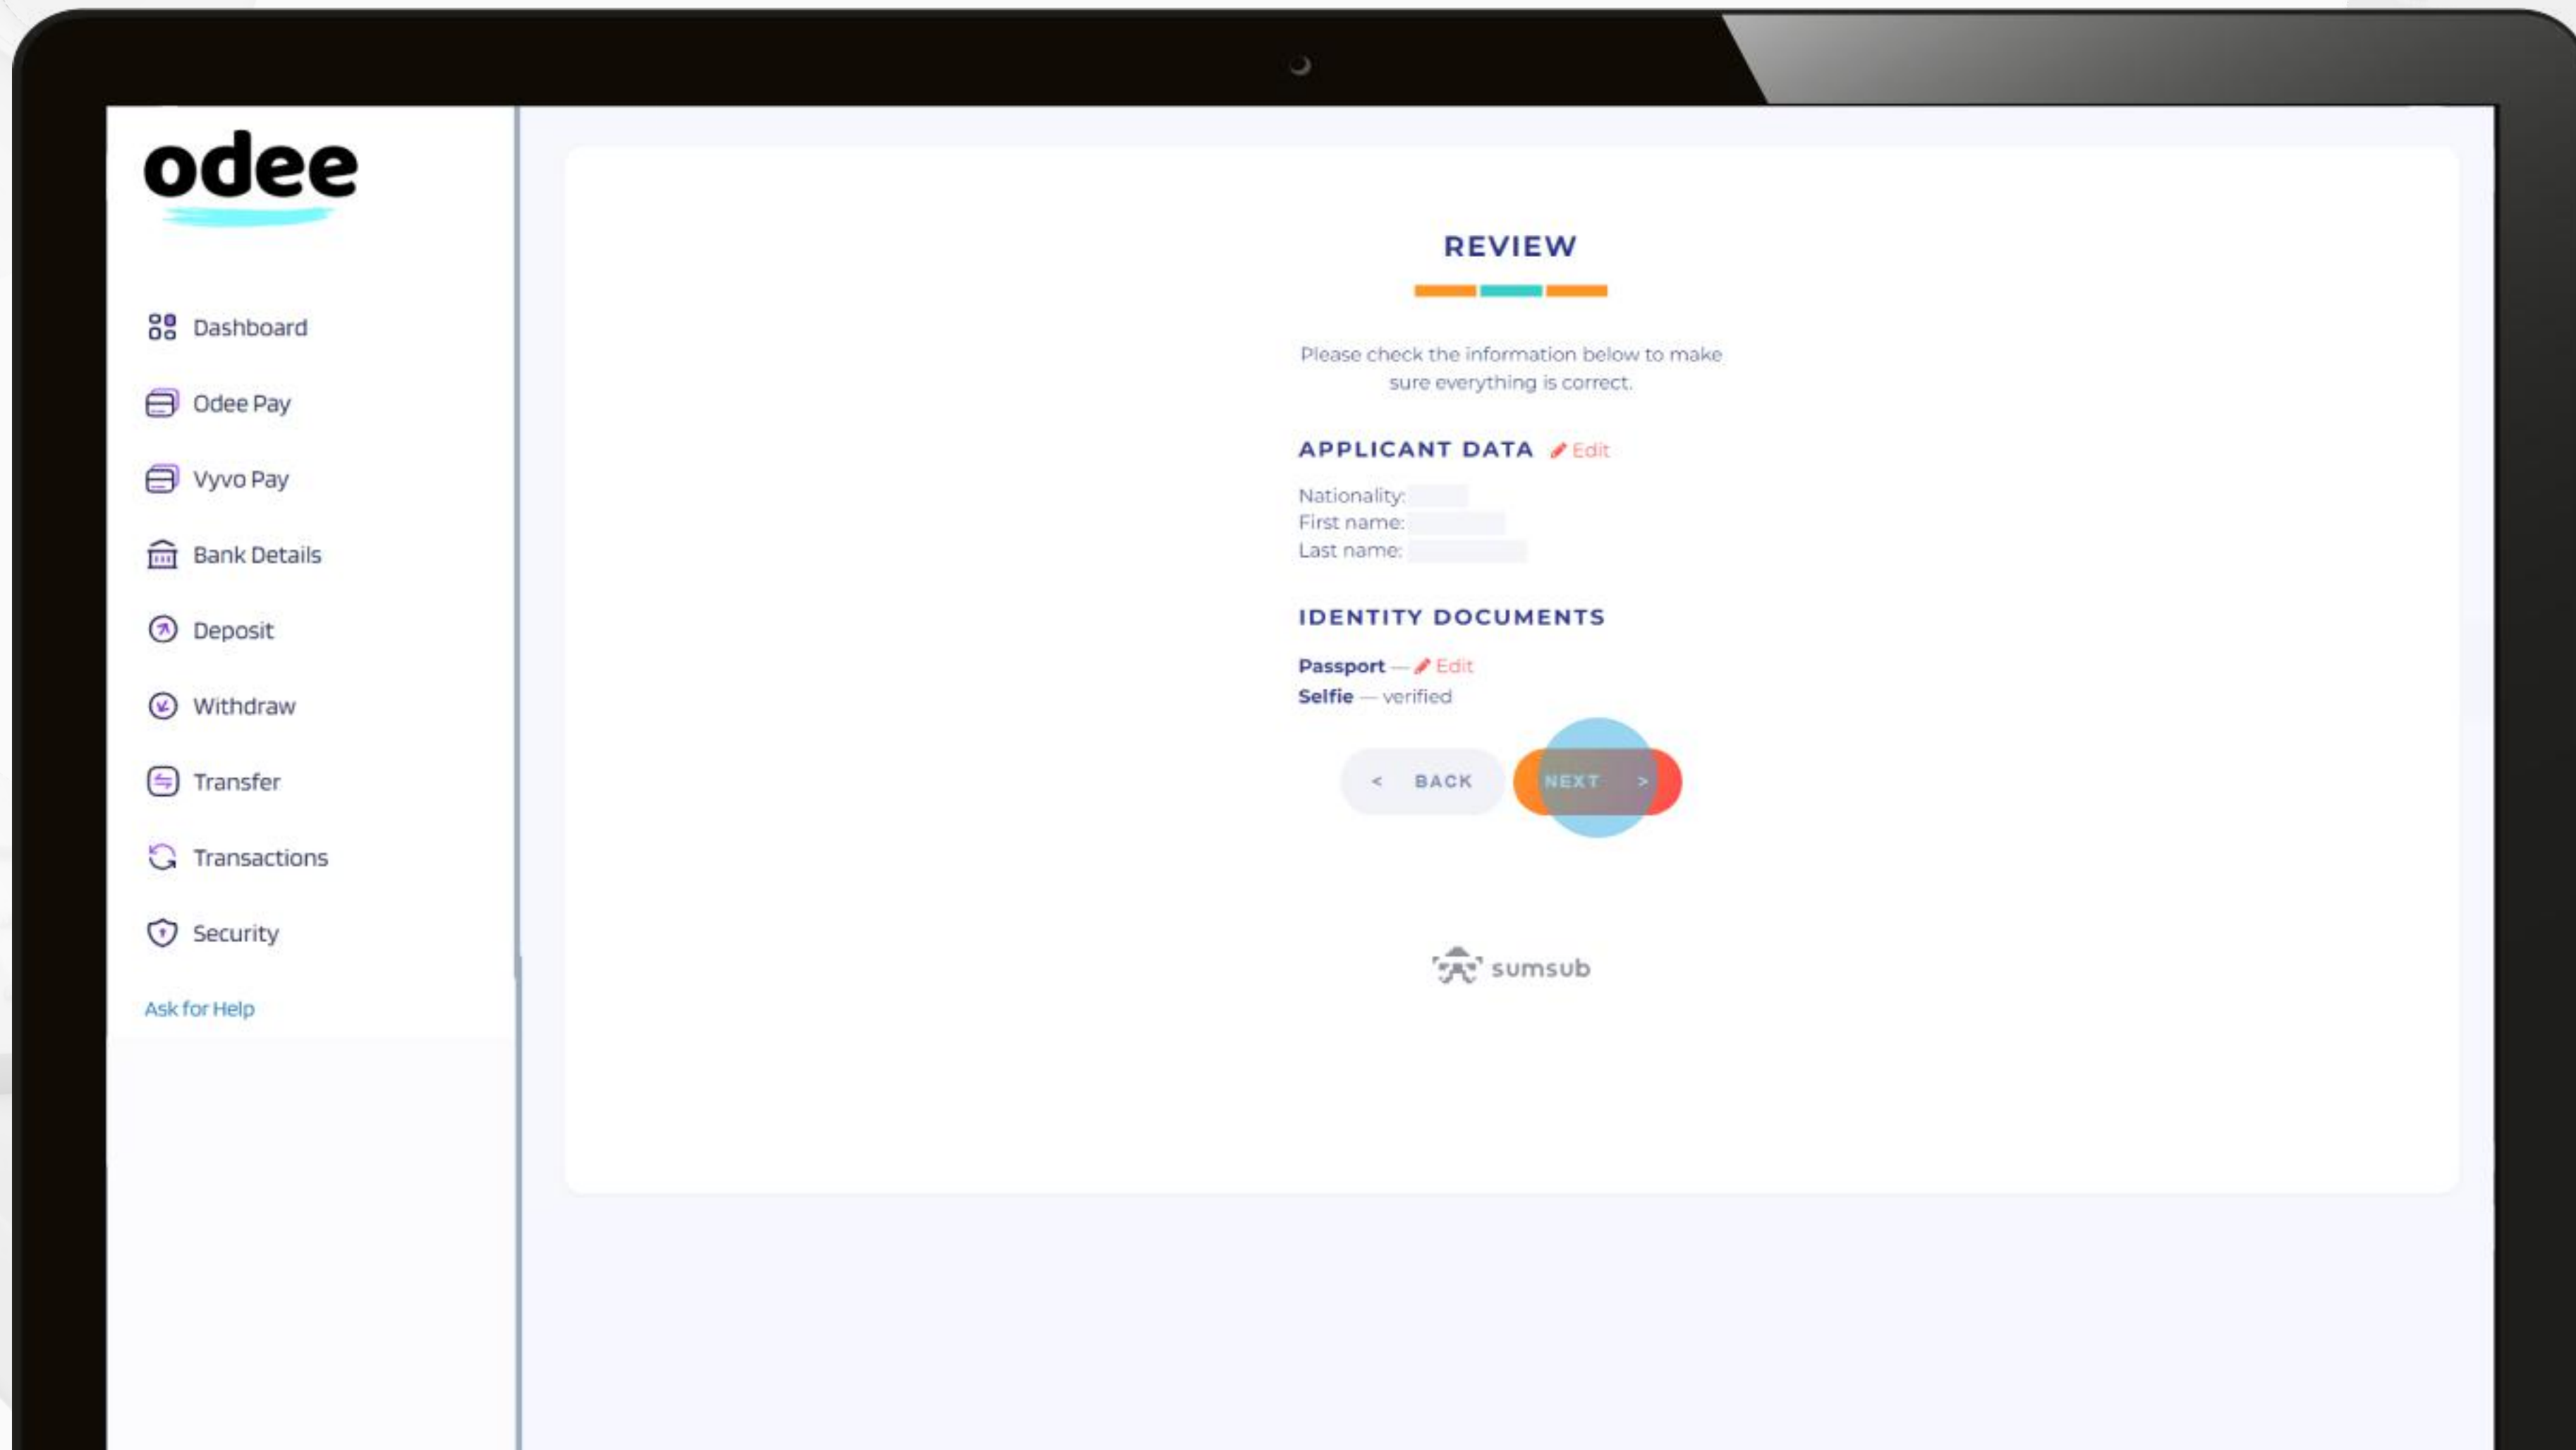 odee
Dashboard
Odee Pay
Vyvo Pay
Bank Details
Deposit
Withdraw
Transfer
Transactions
Security
Ask for Help
REVIEW
Please check the information below to make
sure everything is correct.
APPLICANT DATA Edit
Nationality:
First name:
Last name:
IDENTITY DOCUMENTS
Passport — Edit
Selfie — verified
< BACK NEXT >
sumsub